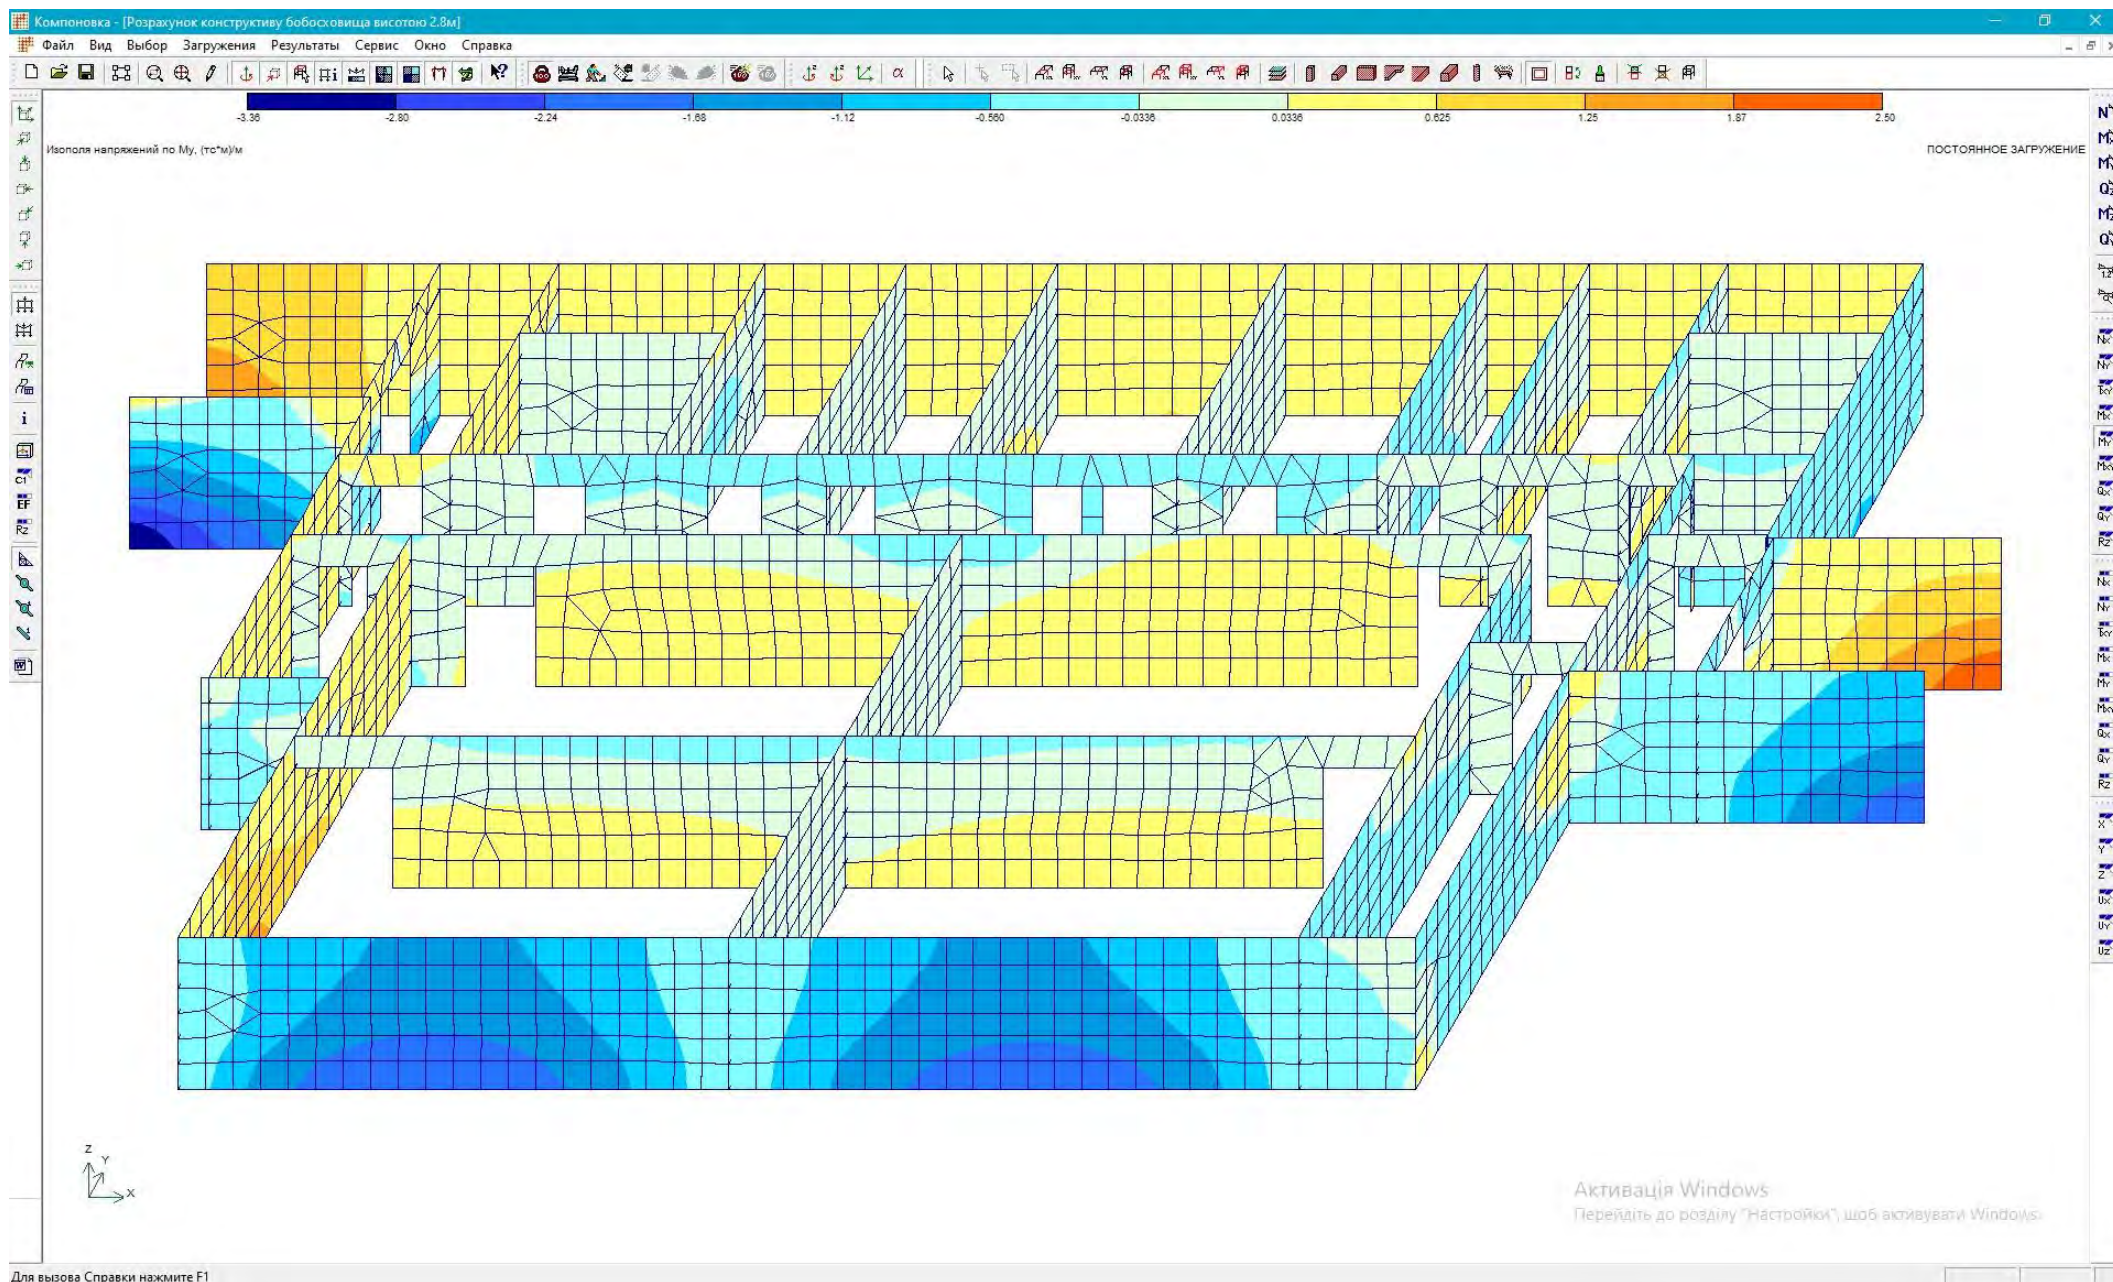 Компоновка - [Розрахунок конструктиву бобосховища висотою 2.8м]
Файл Вид Выбор Загружения Результаты Сервис Окно Справка
-3.36 -2.80 -2.24 -1.68 -1.12 -0.560 -0.0336 0.0336 0.625 1.25 1.87 2.50
Изополя напряжений по My, (тс*м)/м
ПОСТОЯННОЕ ЗАГРУЖЕНИЕ
C1
EF
Rz
Z
Y
X
Активація Windows
Перейдіть до розділу "Настройки", щоб активувати Windows.
Для вызова Справки нажмите F1